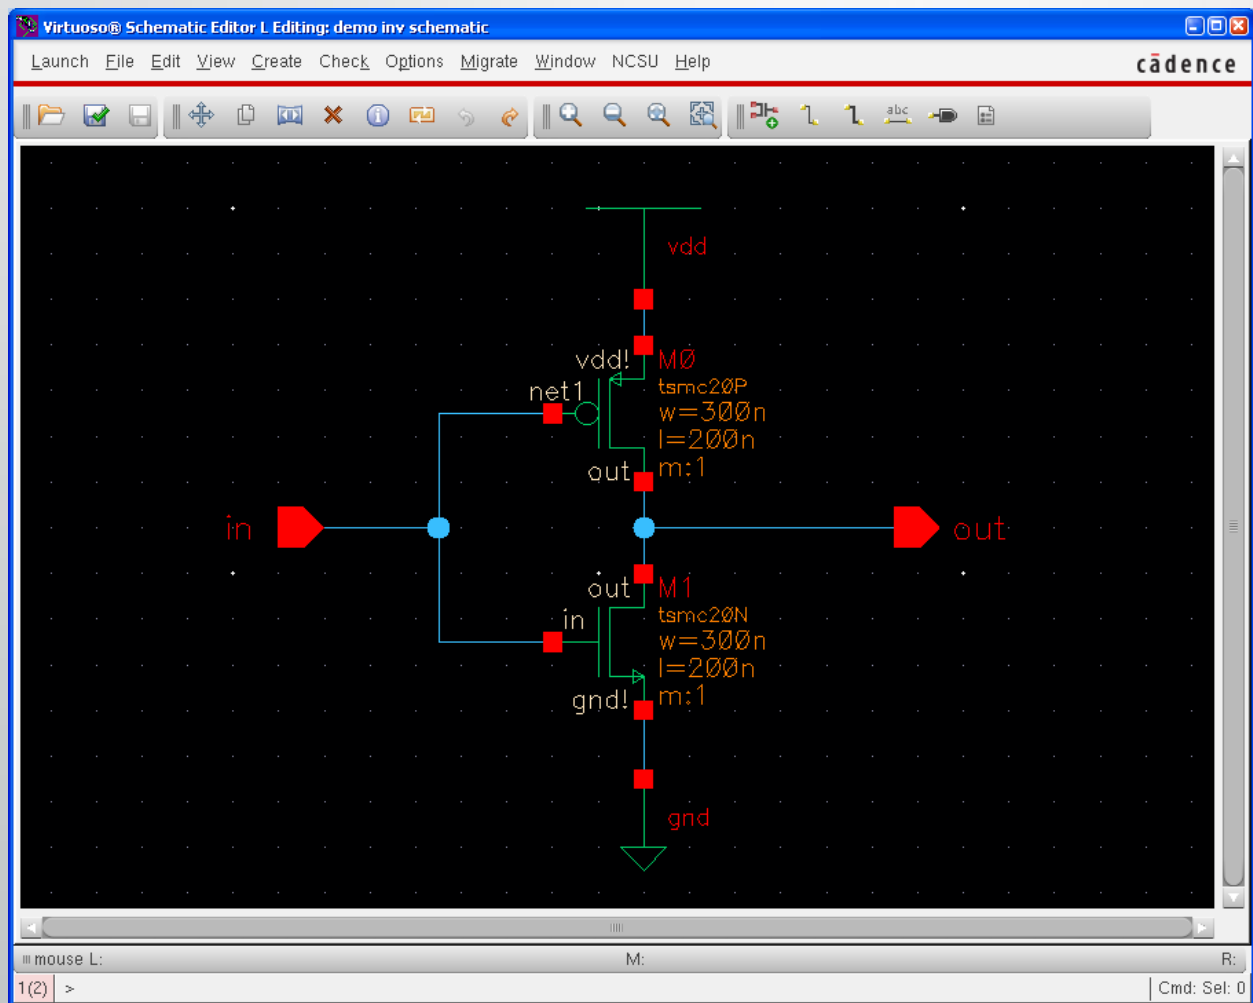 Virtuoso® Schematic Editor L Editing: demo inv schematic
Launch File Edit View Create Check Options Migrate Window NCSU Help
cādence
abc
vdd
vdd!
M0
net1
tsmc20P
w=300n
l=200n
out
m:1
in
out
out
M1
in
tsmc20N
w=300n
l=200n
gnd!
m:1
gnd
mouse L: M: R:
1(2) > Cmd: Sel: 0